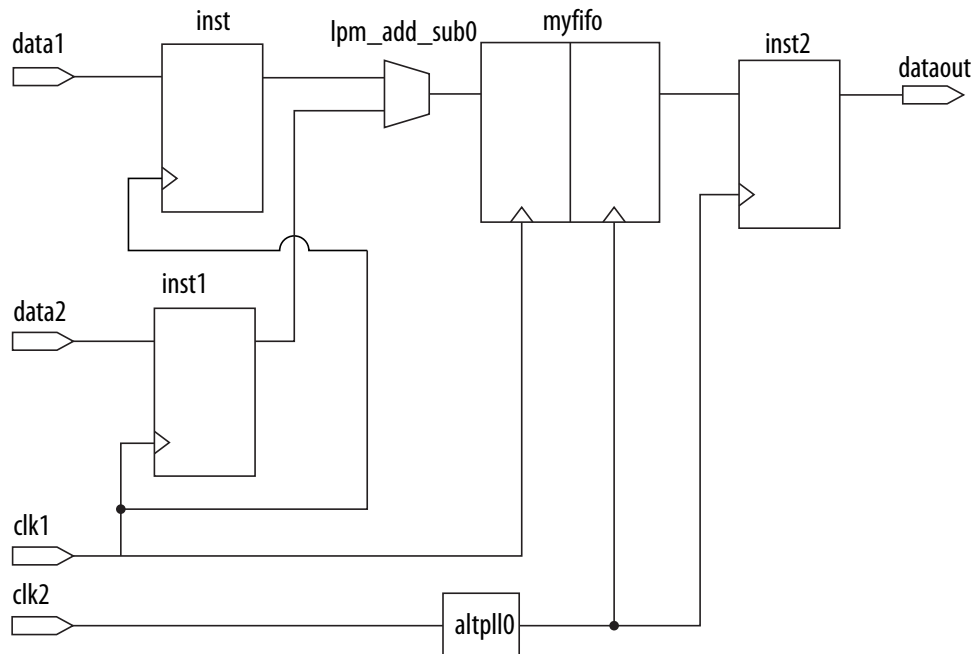 inst
lpm_add_sub0
myfifo
inst2
data1
dataout
inst1
data2
clk1
clk2
altpll0